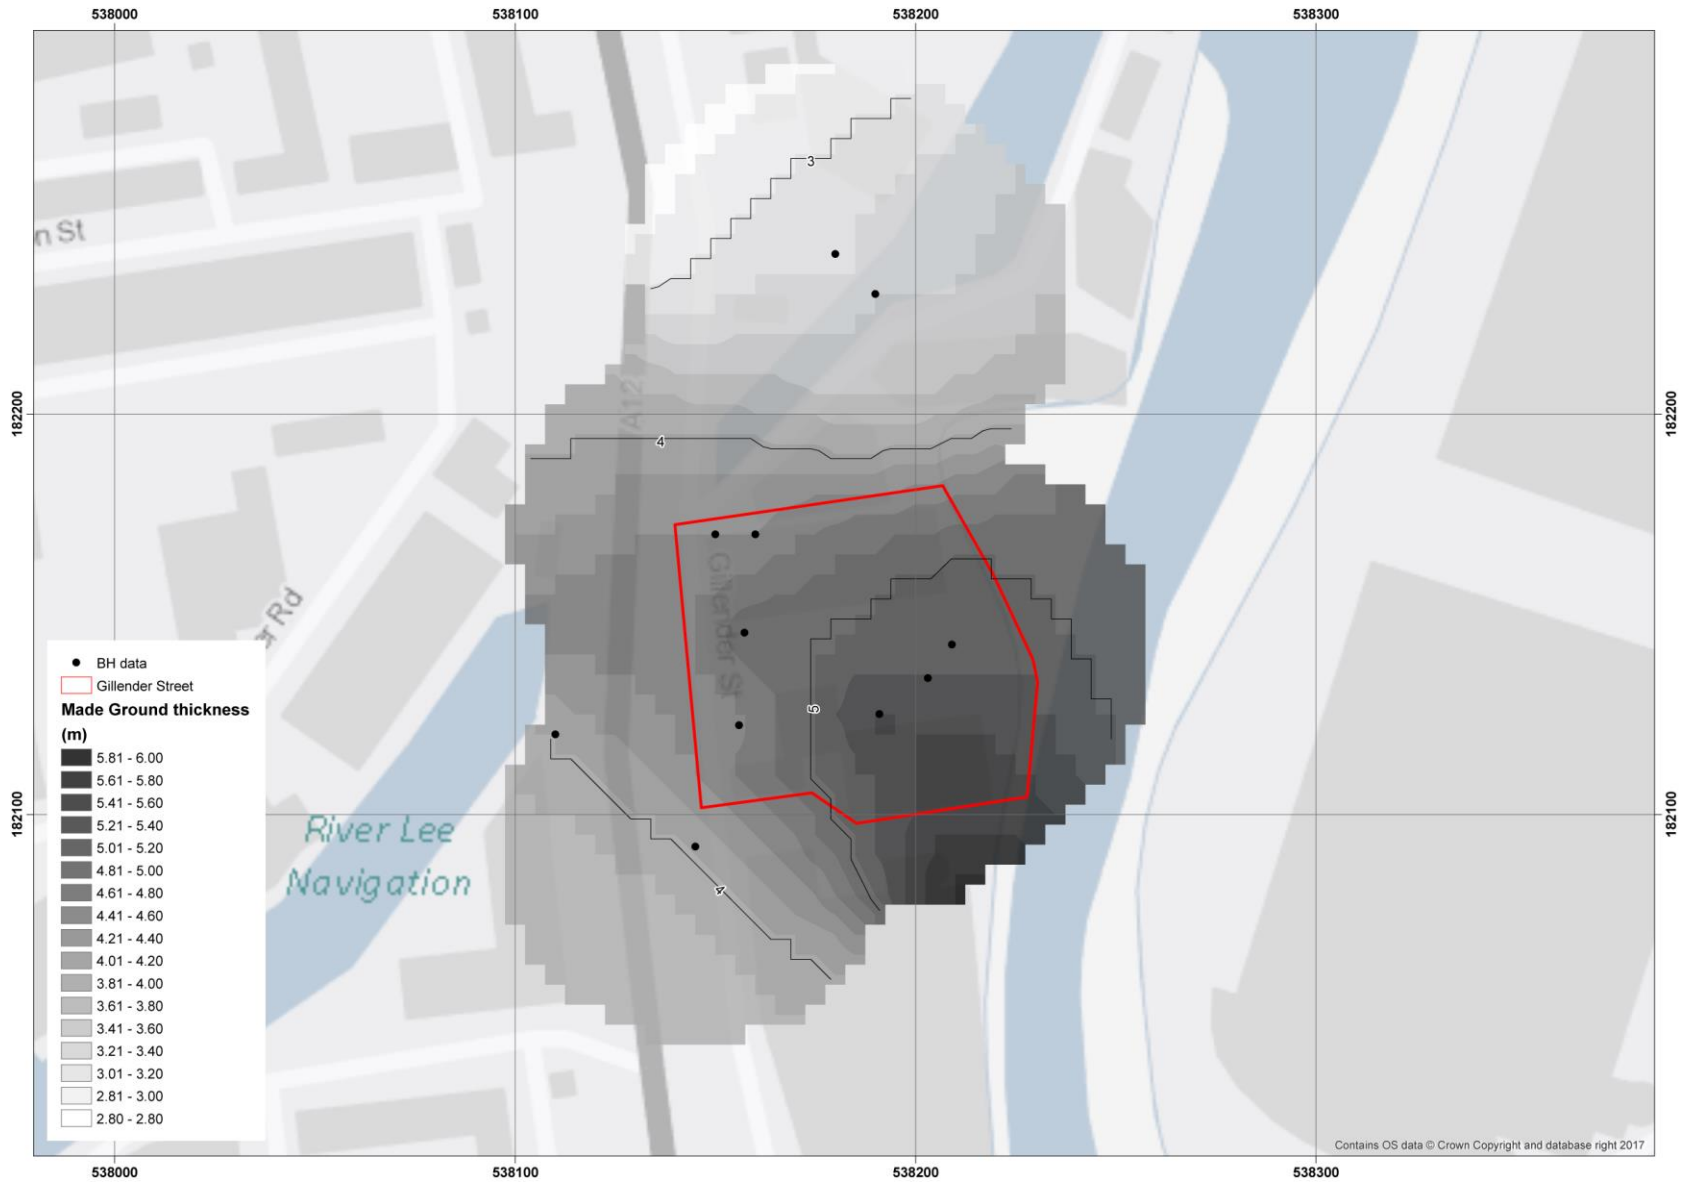 538000 538100 538200 538300
3
n St
182200 182200
A12
4
Gillender St
er Rd
BH data
Gillender Street
Made Ground thickness
(m)
5.81 - 6.00
5.61 - 5.80
5.41 - 5.60
5.21 - 5.40
5.01 - 5.20
4.81 - 5.00
4.61 - 4.80
4.41 - 4.60
4.21 - 4.40
4.01 - 4.20
3.81 - 4.00
3.61 - 3.80
3.41 - 3.60
3.21 - 3.40
3.01 - 3.20
2.81 - 3.00
2.80 - 2.80
5
182100 182100
River Lee
Navigation
4
Contains OS data © Crown Copyright and database right 2017
538000 538100 538200 538300